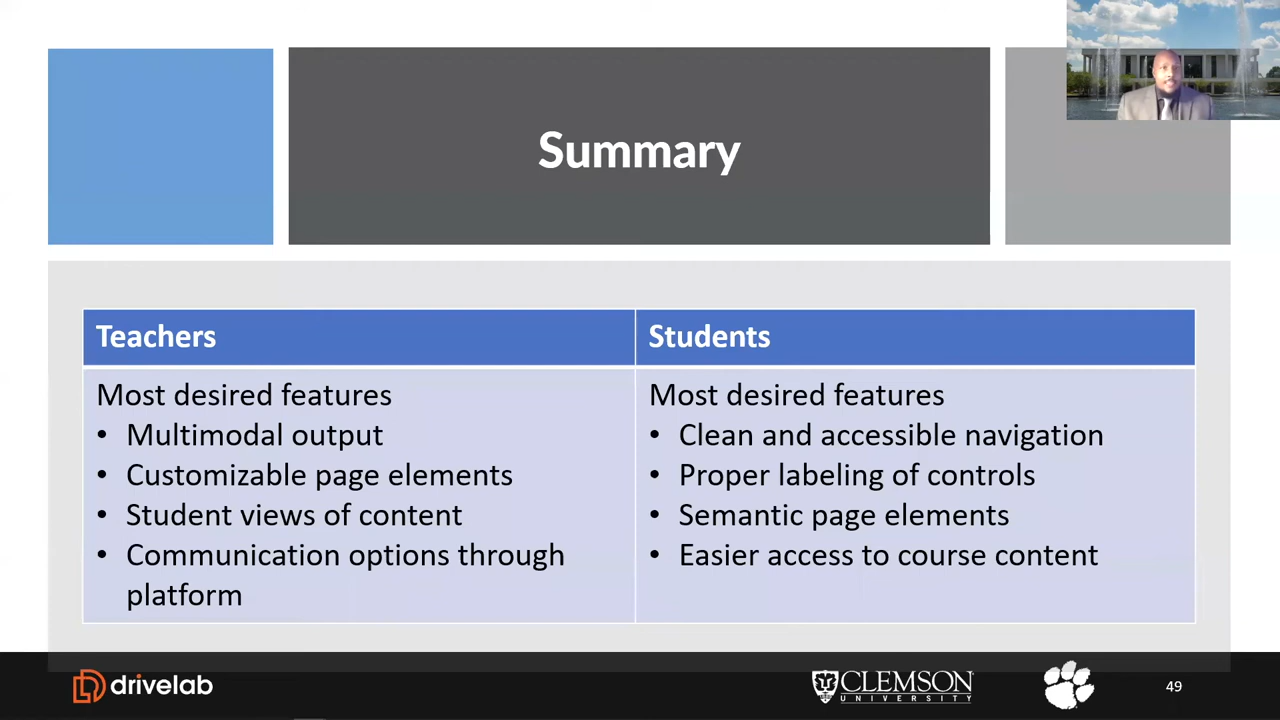 Summary
Teachers
Students
Most desired features
• Multimodal output
• Customizable page elements
• Student views of content
• Communication options through
platform
Most desired features
• Clean and accessible navigation
• Proper labeling of controls
• Semantic page elements
• Easier access to course content
drivelab
CLEMSON
UNIVERSITY
49